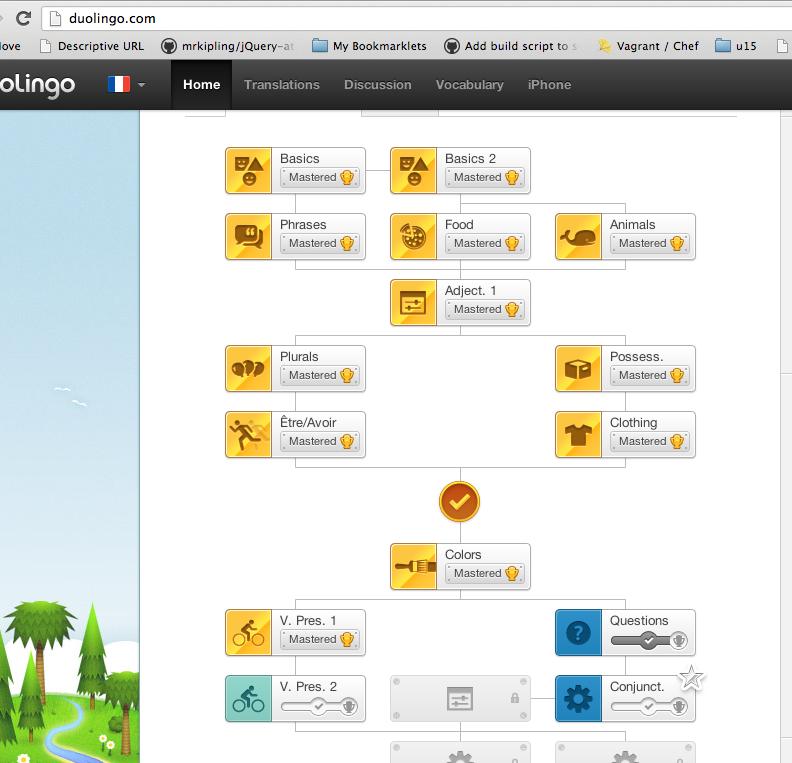 duolingo.com
love Descriptive URL mrkipling/jQuery-at My Bookmarklets Add build script to s Vagrant / Chef u15
olingo Home Translations Discussion Vocabulary iPhone
Basics
Mastered
Basics 2
Mastered
Phrases
Mastered
Food
Mastered
Animals
Mastered
Adject. 1
Mastered
Plurals
Mastered
Possess.
Mastered
Être/Avoir
Mastered
Clothing
Mastered
Colors
Mastered
V. Pres. 1
Mastered
Questions
V. Pres. 2
Conjunct.